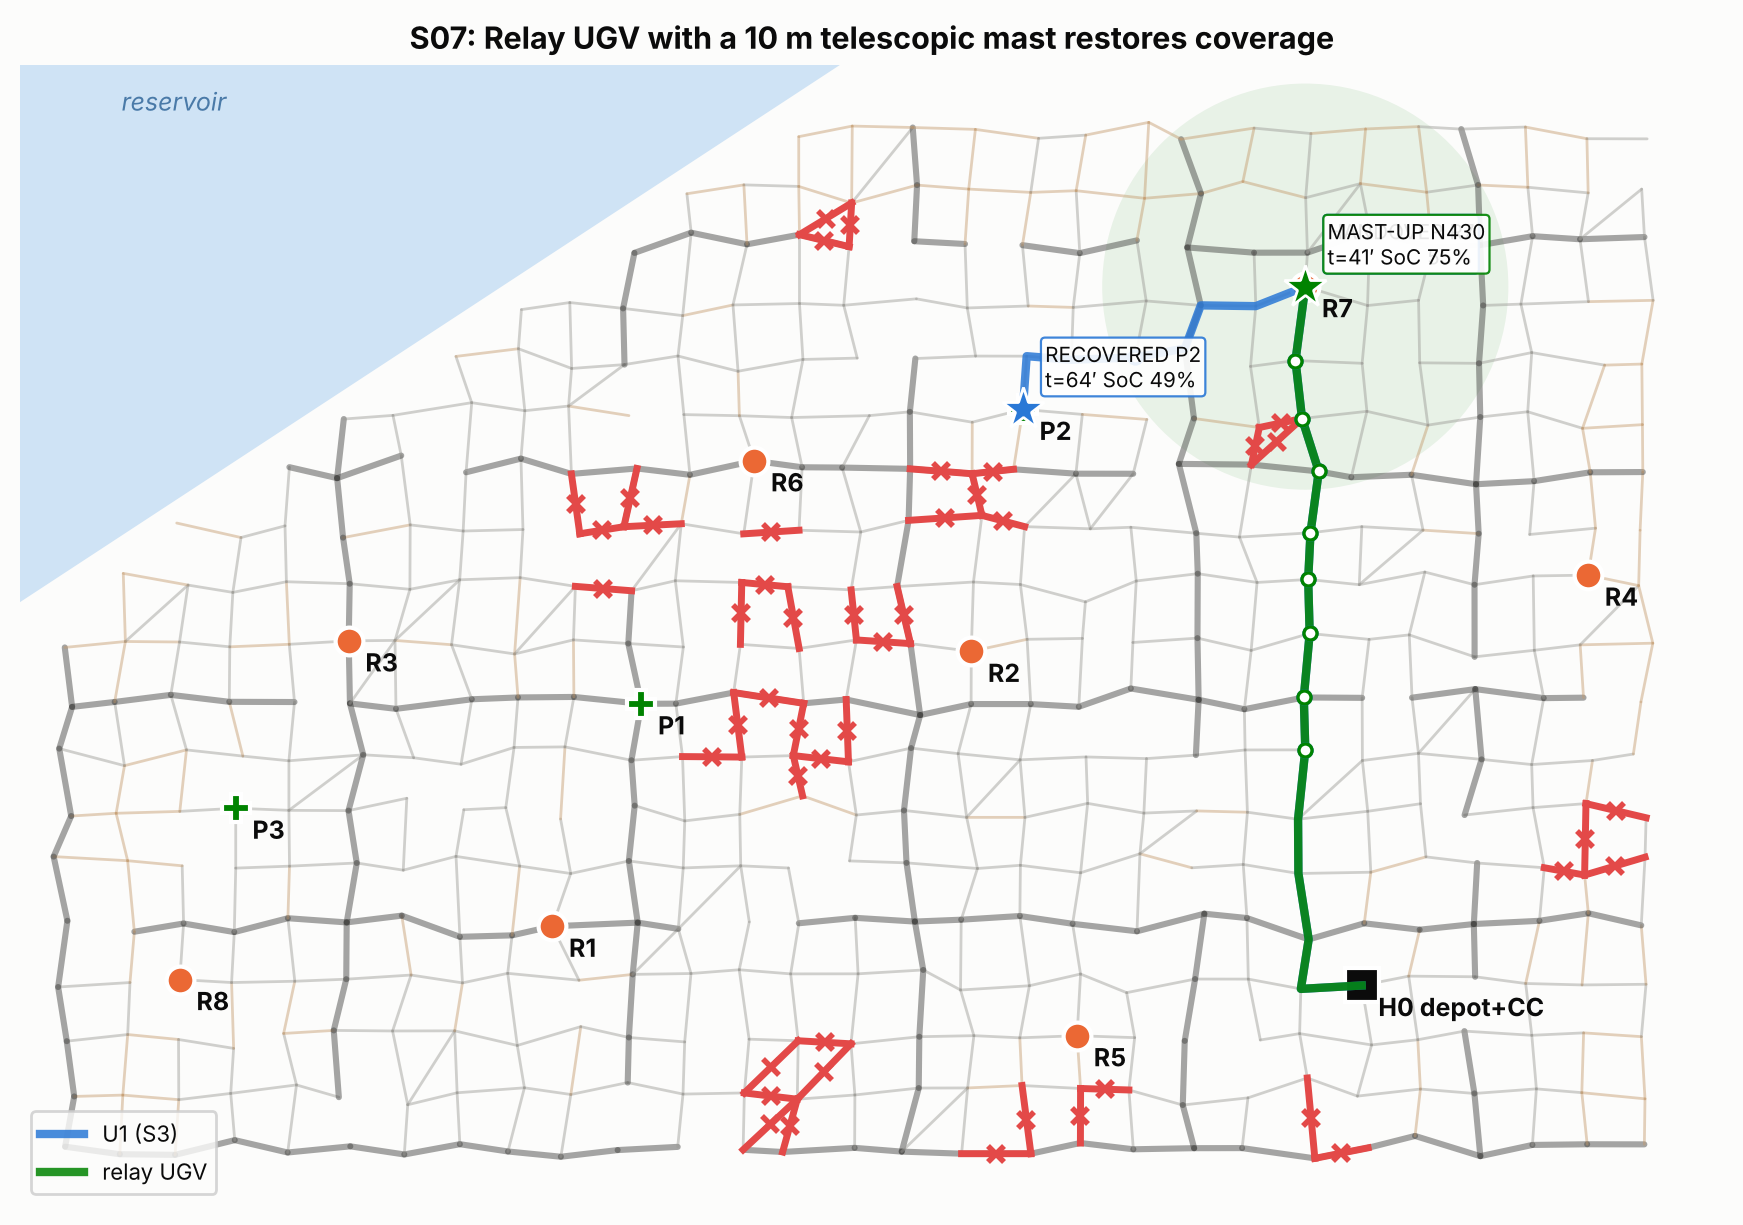 S07: Relay UGV with a 10 m telescopic mast restores coverage
reservoir
MAST-UP N430
t=41′ SoC 75%
R7
RECOVERED P2
t=64′ SoC 49%
P2
R6
R4
R3
R2
P1
P3
R1
R8
H0 depot+CC
R5
U1 (S3)
relay UGV